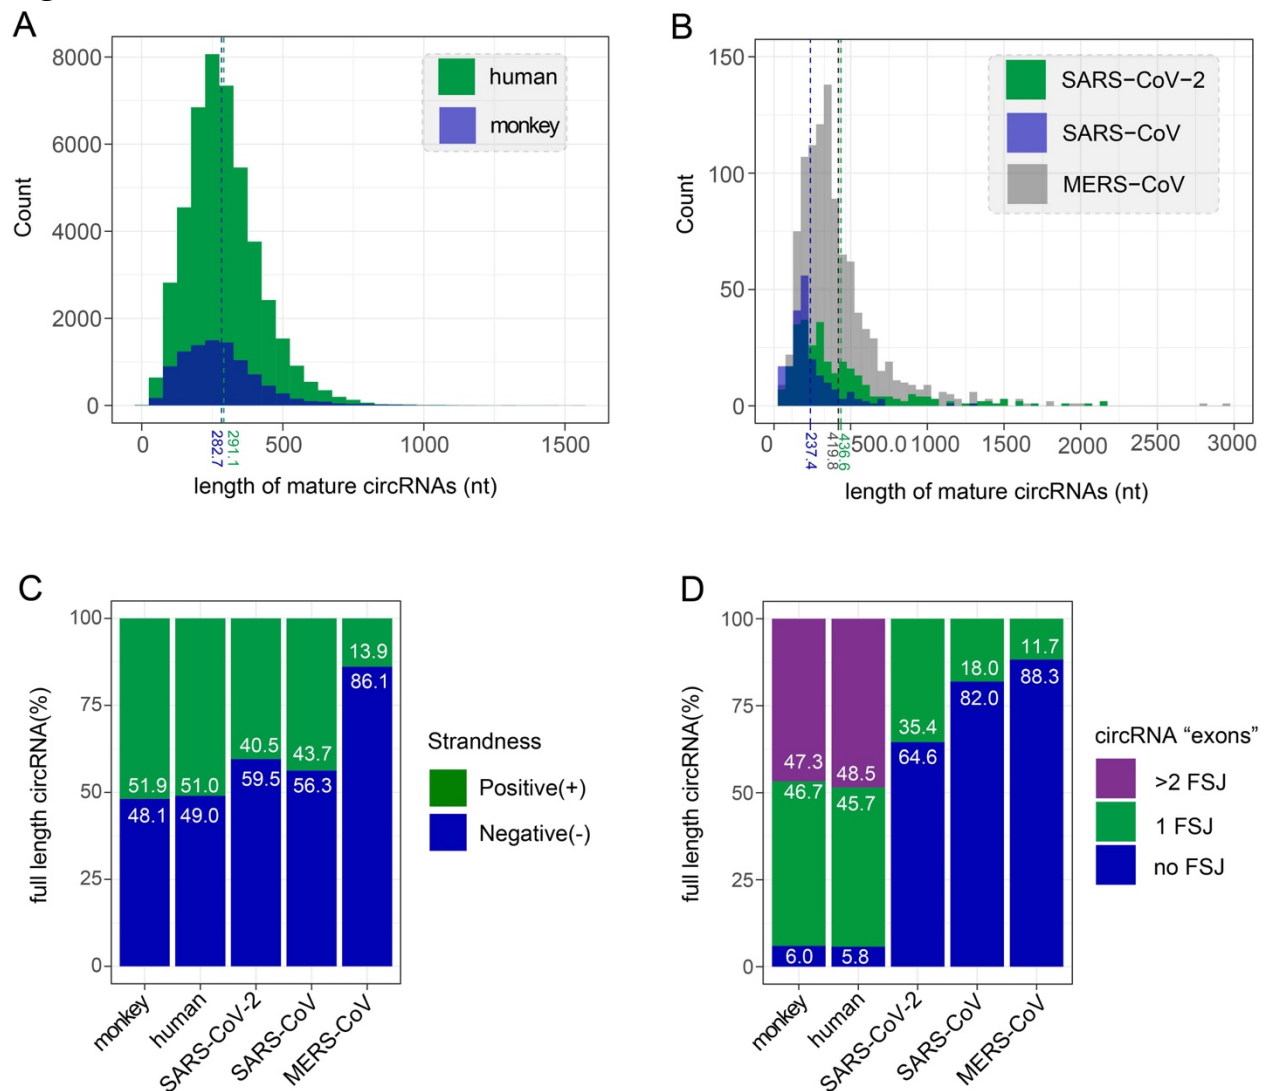 A
8000
6000
4000
2000
0
Count
human
monkey
0
500
1000
1500
282.7
291.1
length of mature circRNAs (nt)
B
150
100
50
0
Count
SARS−CoV−2
SARS−CoV
MERS−CoV
0
500.0
1000
1500
2000
2500
3000
237.4
419.8
436.6
length of mature circRNAs (nt)
C
100
75
50
25
0
full length circRNA(%)
51.9
48.1
51.0
49.0
40.5
59.5
43.7
56.3
13.9
86.1
monkey
human
SARS-CoV-2
SARS-CoV
MERS-CoV
Strandness
Positive(+)
Negative(-)
D
100
75
50
25
0
full length circRNA(%)
47.3
46.7
6.0
48.5
45.7
5.8
35.4
64.6
18.0
82.0
11.7
88.3
monkey
human
SARS-CoV-2
SARS-CoV
MERS-CoV
circRNA “exons”
>2 FSJ
1 FSJ
no FSJ